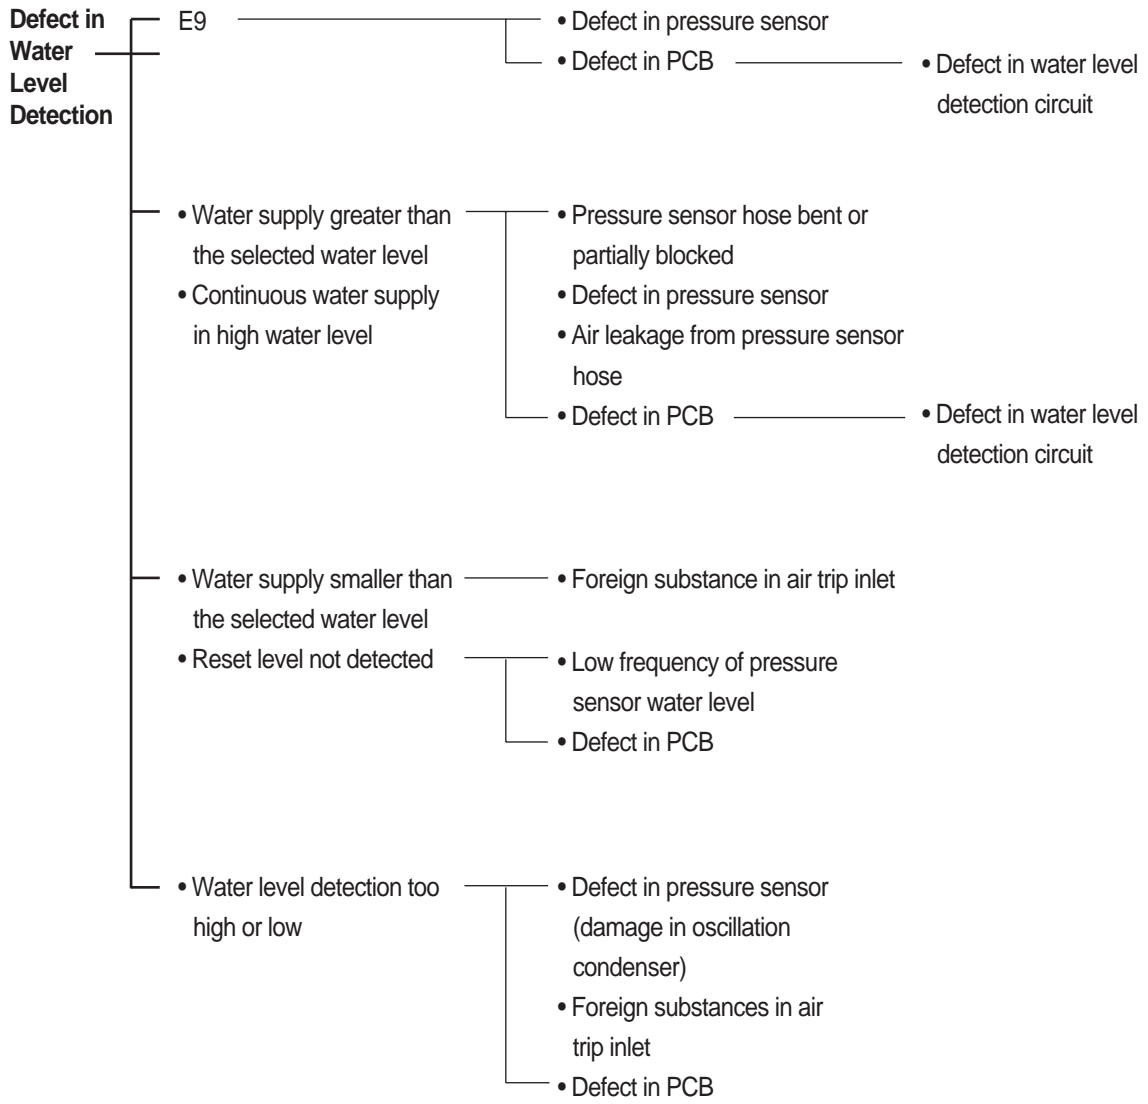 Defect in
Water
Level
Detection
E9
• Defect in pressure sensor
• Defect in PCB
• Defect in water level
detection circuit
• Water supply greater than
the selected water level
• Continuous water supply
in high water level
• Pressure sensor hose bent or
partially blocked
• Defect in pressure sensor
• Air leakage from pressure sensor
hose
• Defect in PCB
• Defect in water level
detection circuit
• Water supply smaller than
the selected water level
• Reset level not detected
• Foreign substance in air trip inlet
• Low frequency of pressure
sensor water level
• Defect in PCB
• Water level detection too
high or low
• Defect in pressure sensor
(damage in oscillation
condenser)
• Foreign substances in air
trip inlet
• Defect in PCB